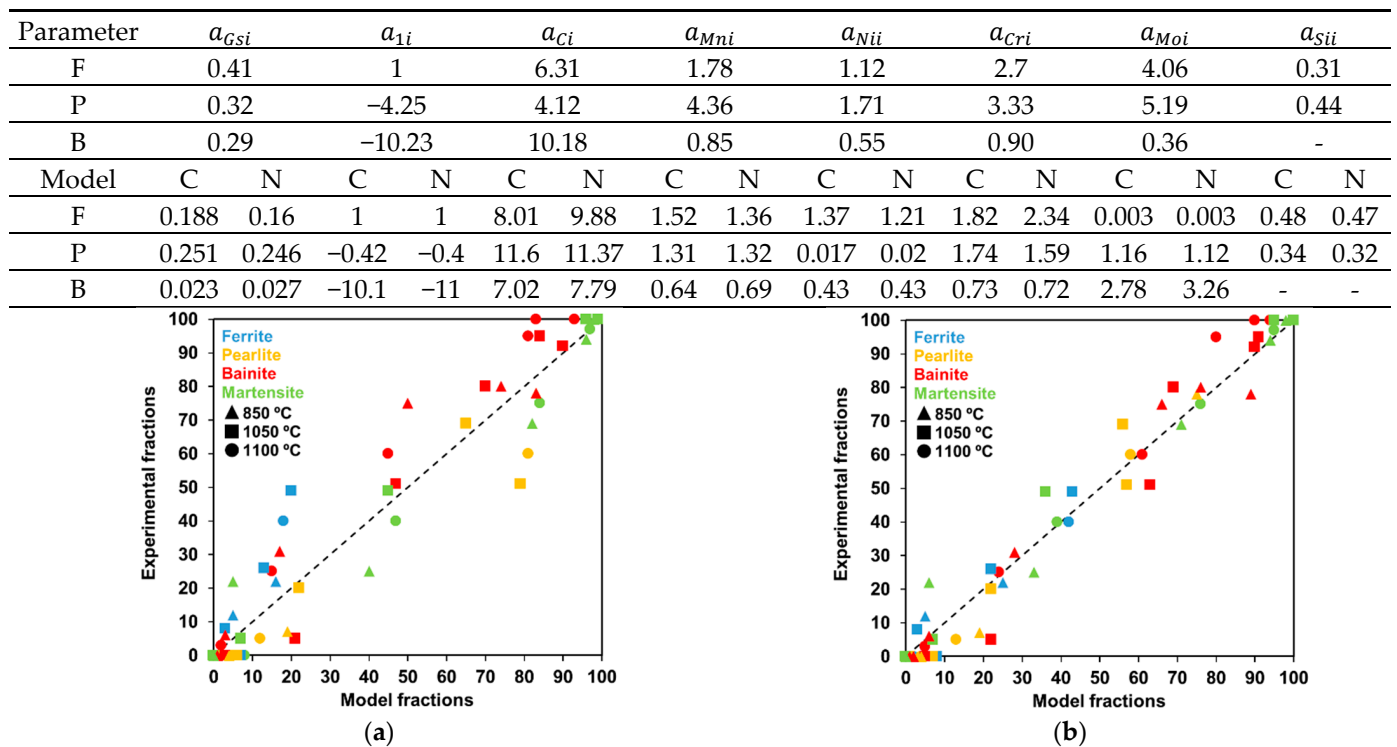 Parameter a_Gsi a_1i a_Ci a_Mni a_Nii a_Cri a_Moi a_Sii
F 0.41 1 6.31 1.78 1.12 2.7 4.06 0.31
P 0.32 −4.25 4.12 4.36 1.71 3.33 5.19 0.44
B 0.29 −10.23 10.18 0.85 0.55 0.90 0.36 -
Model C N C N C N C N C N C N C N C N
F 0.188 0.16 1 1 8.01 9.88 1.52 1.36 1.37 1.21 1.82 2.34 0.003 0.003 0.48 0.47
P 0.251 0.246 −0.42 −0.4 11.6 11.37 1.31 1.32 0.017 0.02 1.74 1.59 1.16 1.12 0.34 0.32
B 0.023 0.027 −10.1 −11 7.02 7.79 0.64 0.69 0.43 0.43 0.73 0.72 2.78 3.26 - -
Experimental fractions
100
90
80
70
60
50
40
30
20
10
0
Ferrite
Pearlite
Bainite
Martensite
850 ºC
1050 ºC
1100 ºC
0 10 20 30 40 50 60 70 80 90 100
Model fractions
(a)
Experimental fractions
100
90
80
70
60
50
40
30
20
10
0
Ferrite
Pearlite
Bainite
Martensite
850 ºC
1050 ºC
1100 ºC
0 10 20 30 40 50 60 70 80 90 100
Model fractions
(b)